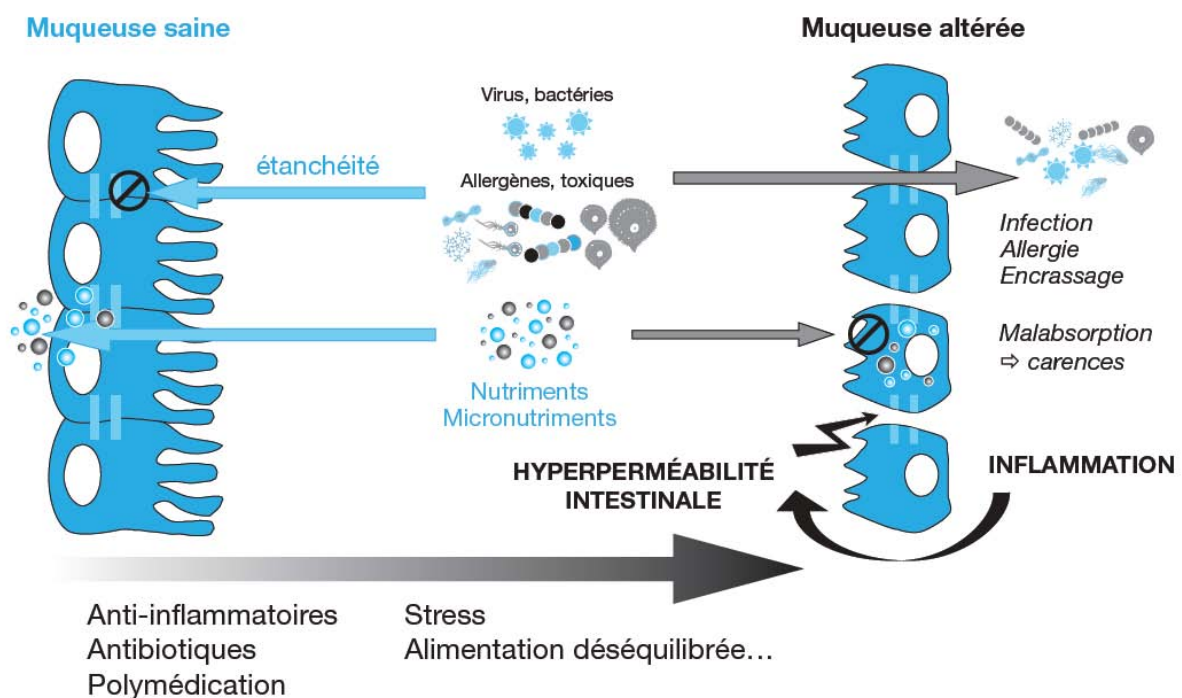 Muqueuse saine
Muqueuse altérée
Virus, bactéries
étanchéité
Allergènes, toxiques
Infection
Allergie
Encrassage
Malabsorption
⇨ carences
Nutriments
Micronutriments
HYPERPERMÉABILITÉ
INTESTINALE
INFLAMMATION
Anti-inflammatoires
Antibiotiques
Polymédication
Stress
Alimentation déséquilibrée...